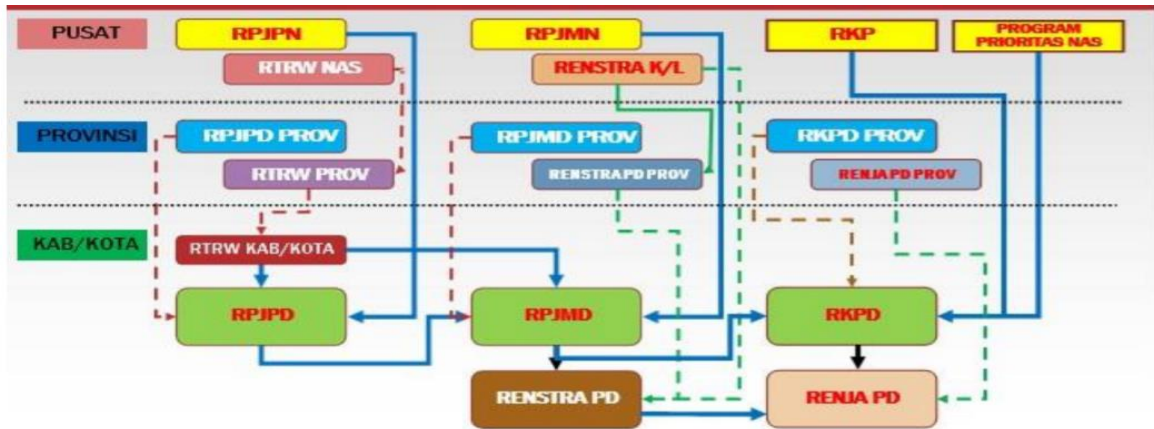 PUSAT
RPJPN
RPJMN
RKP
PROGRAM
PRIORITAS NAS
RTRW NAS
RENSTRA K/L
PROVINSI
RPJPD PROV
RPJMD PROV
RKPD PROV
RTRW PROV
RENSTRA PD PROV
RENJA PD PROV
KAB/KOTA
RTRW KAB/KOTA
RPJPD
RPJMD
RKPD
RENSTRA PD
RENJA PD